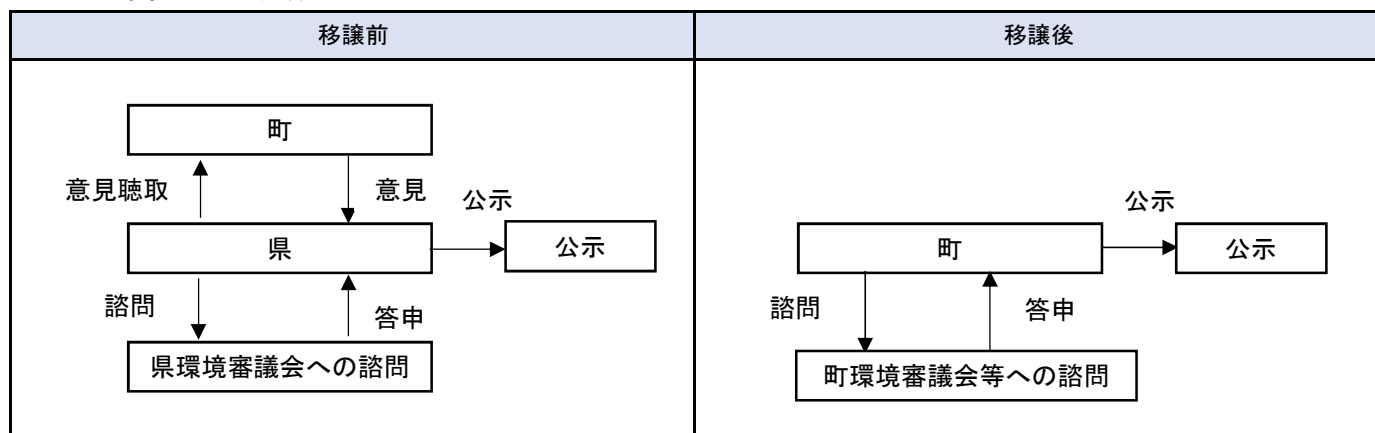 移譲前
移譲後
町
意見聴取
意見
公示
県
公示
諮問
答申
県環境審議会への諮問
公示
町
公示
諮問
答申
町環境審議会等への諮問